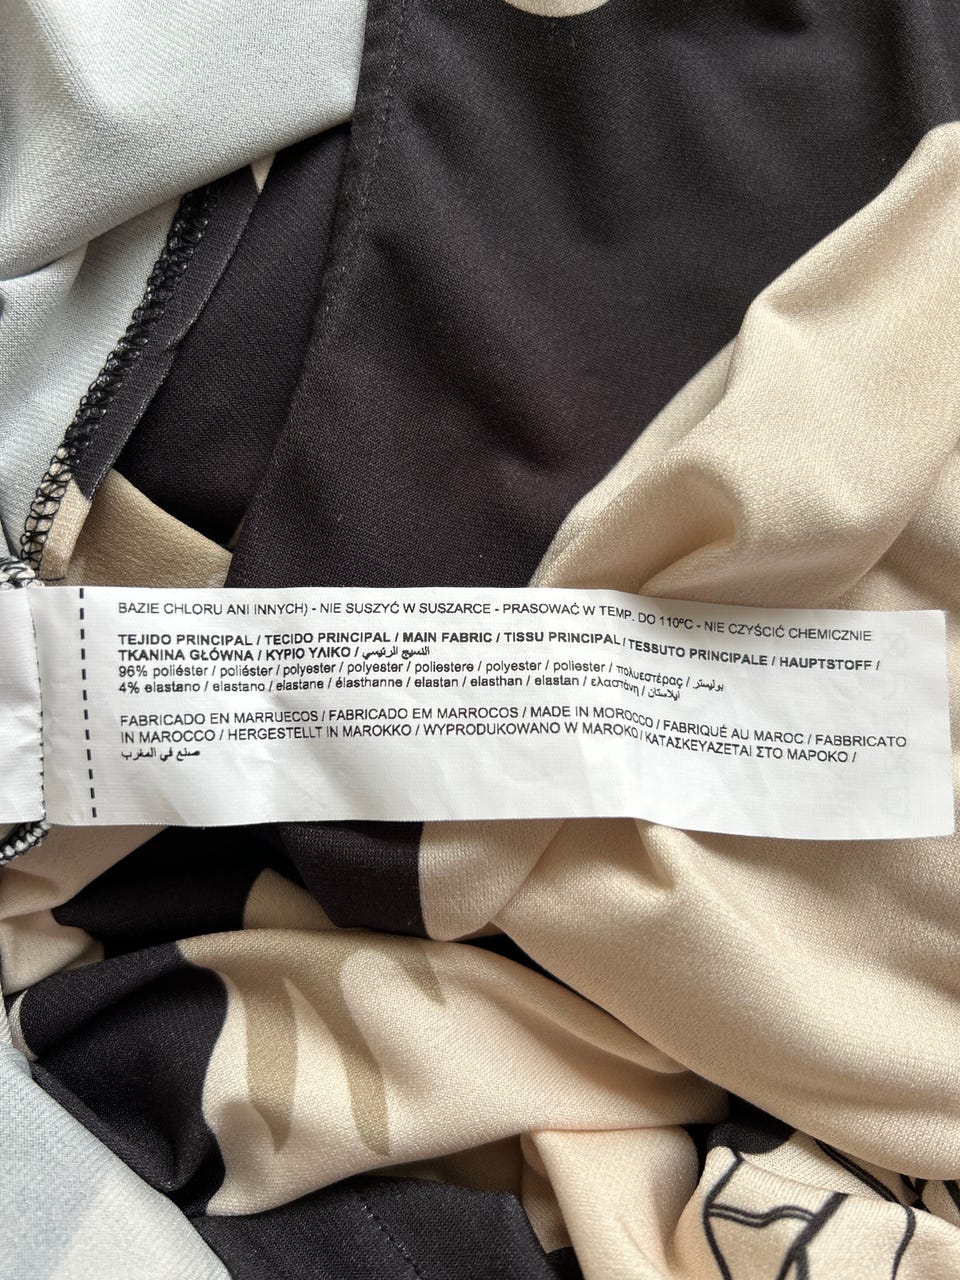 BAZIE CHLORU ANI INNYCH) - NIE SUSZYĆ W SUSZARCE - PRASOWAĆ W TEMP. DO 110ºC - NIE CZYŚCIĆ CHEMICZNIE
TEJIDO PRINCIPAL / TECIDO PRINCIPAL / MAIN FABRIC / TISSU PRINCIPAL / TESSUTO PRINCIPALE / HAUPTSTOFF /
TKANINA GŁÓWNA / ΚΥΡΙΟ ΥΛΙΚΟ / النسيج الرئيسي
96% poliéster / poliéster / polyester / polyester / poliestere / polyester / poliester / πολυεστέρας / بوليستر
4% elastano / elastano / elastane / élasthanne / elastan / elasthan / elastan / ελαστάνη / ايلاستان
FABRICADO EN MARRUECOS / FABRICADO EM MARROCOS / MADE IN MOROCCO / FABRIQUÉ AU MAROC / FABBRICATO
IN MAROCCO / HERGESTELLT IN MAROKKO / WYPRODUKOWANO W MAROKO / ΚΑΤΑΣΚΕΥΑΖΕΤΑΙ ΣΤΟ ΜΑΡΟΚΟ /
صنع في المغرب